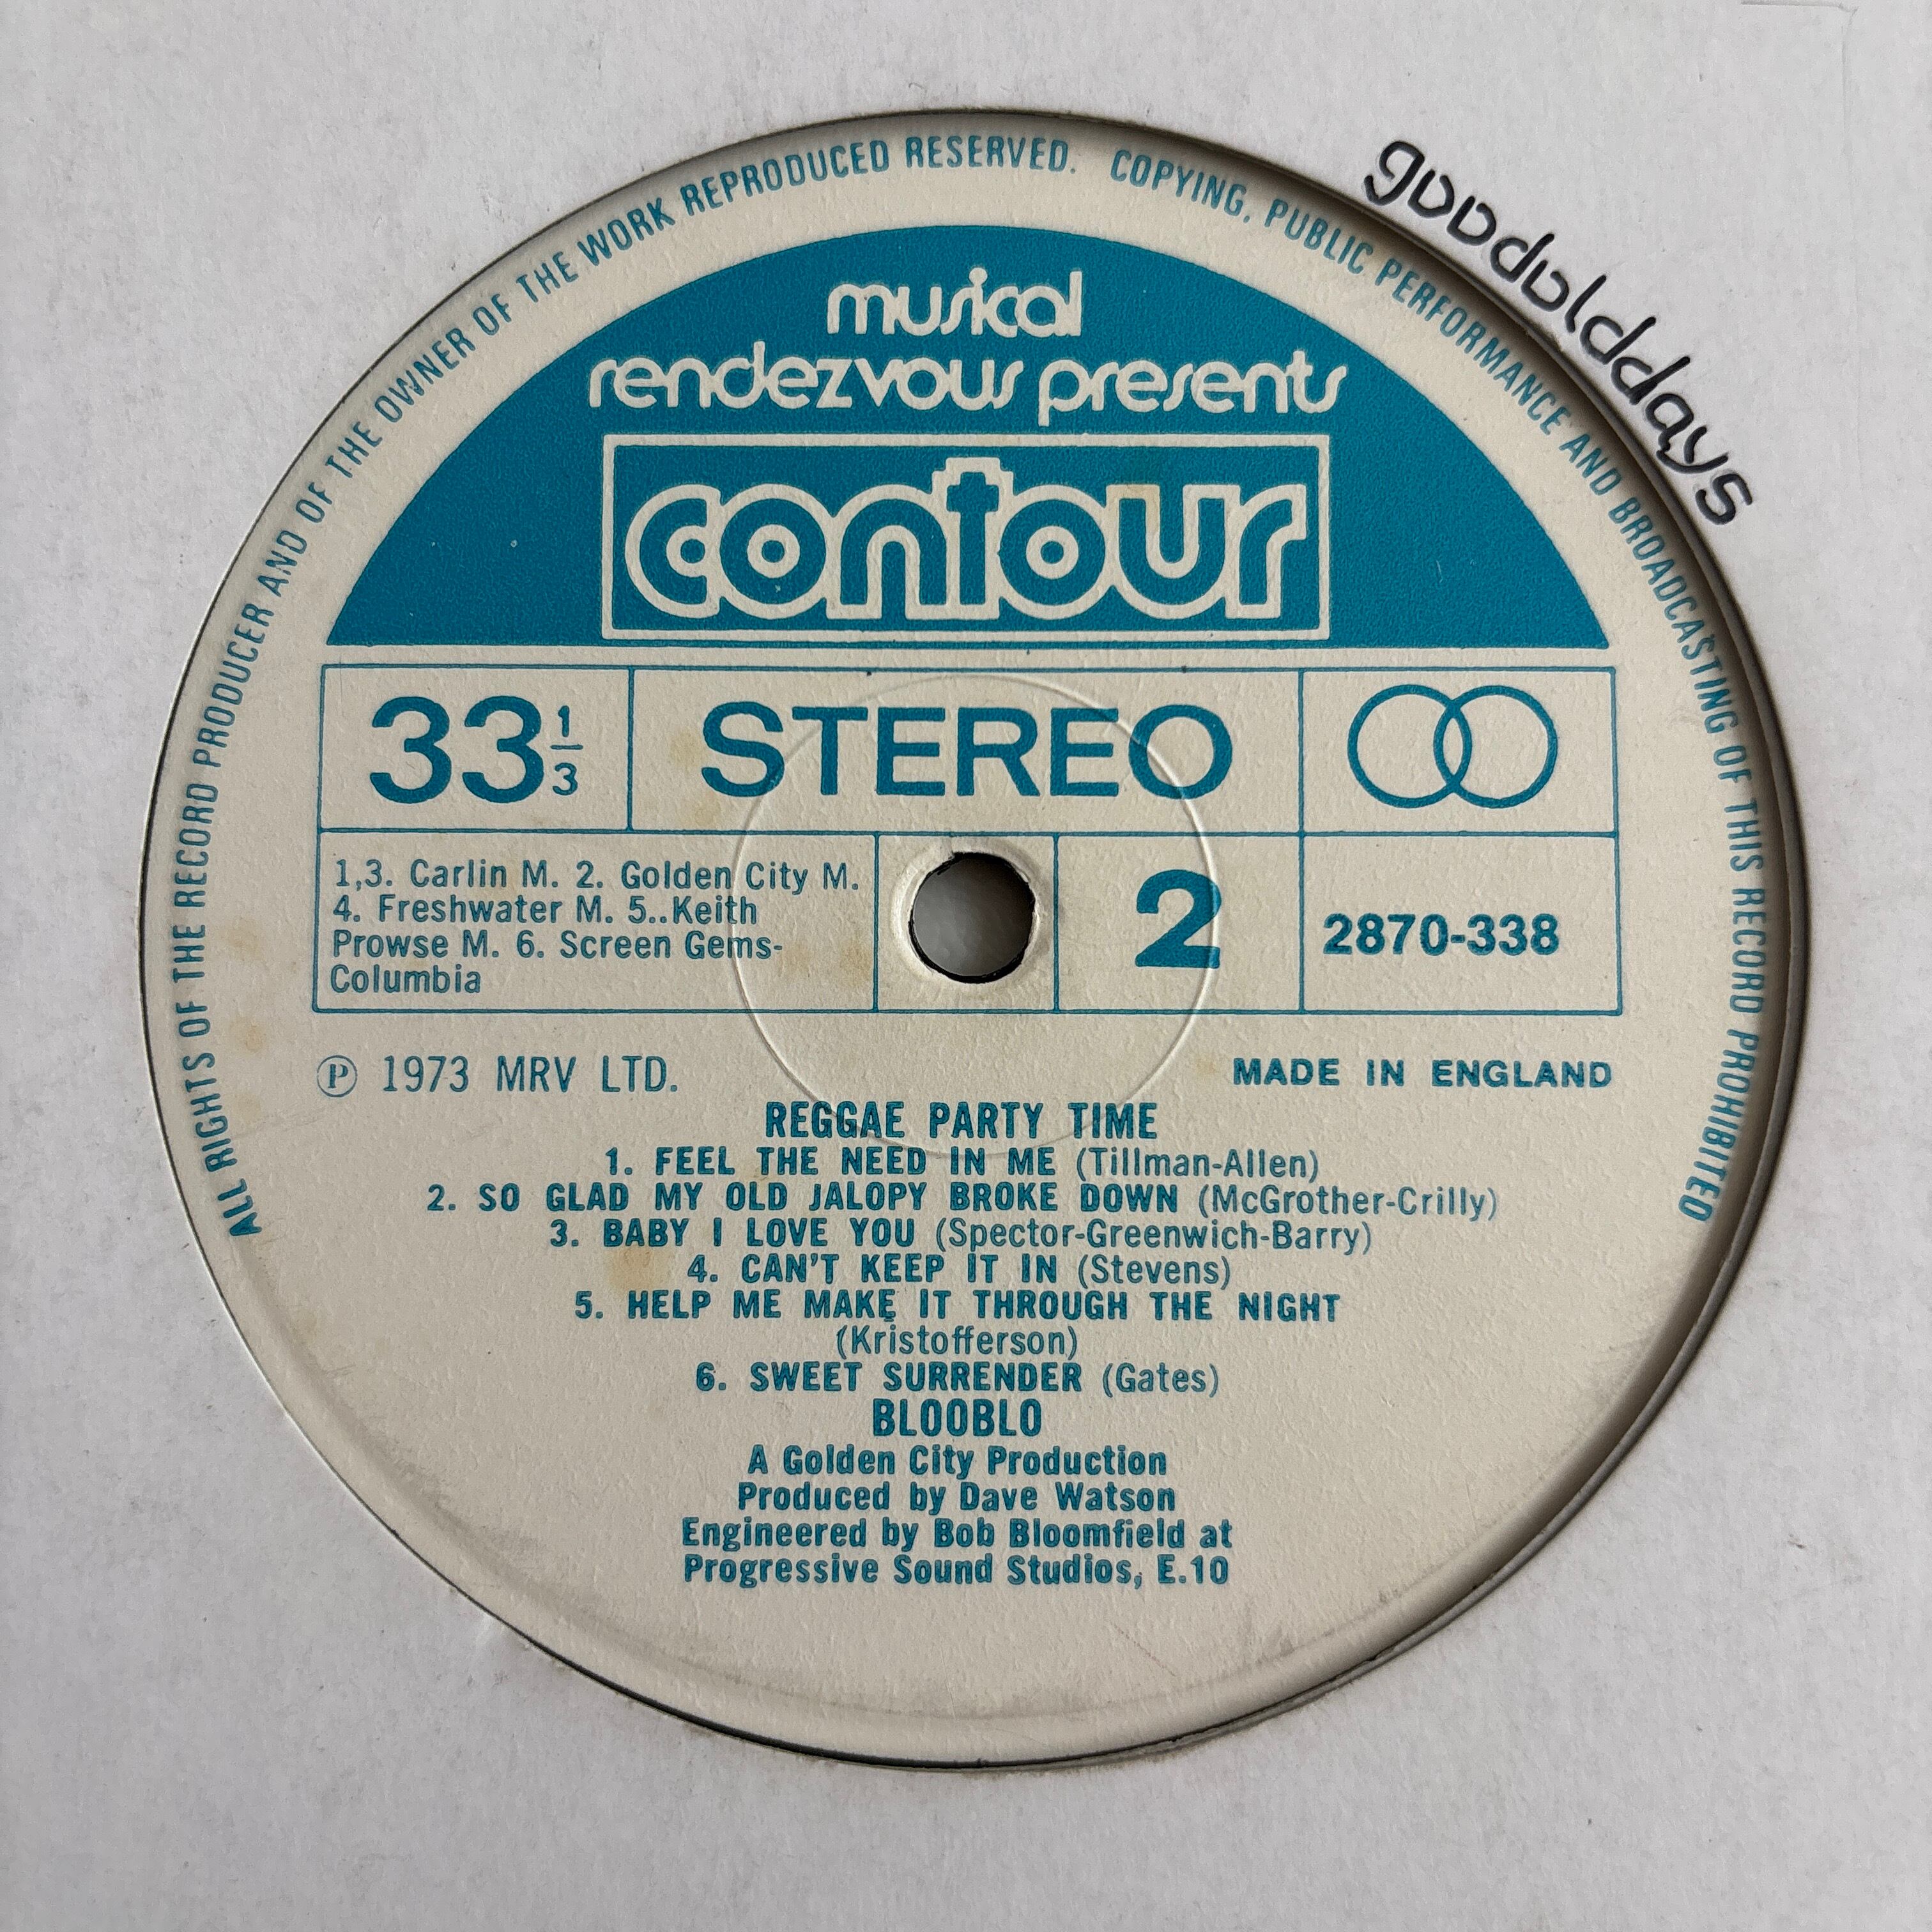 ALL RIGHTS OF THE RECORD PRODUCER AND OF THE OWNER OF THE WORK REPRODUCED RESERVED. COPYING, PUBLIC PERFORMANCE AND BROADCASTING OF THIS RECORD PROHIBITED
goodolddays
musical
rendezvous presents
contour
33 1/3 STEREO
1,3. Carlin M. 2. Golden City M.
4. Freshwater M. 5..Keith
Prowse M. 6. Screen Gems-
Columbia
2
2870-338
Ⓟ 1973 MRV LTD.
MADE IN ENGLAND
REGGAE PARTY TIME
1. FEEL THE NEED IN ME (Tillman-Allen)
2. SO GLAD MY OLD JALOPY BROKE DOWN (McGrother-Crilly)
3. BABY I LOVE YOU (Spector-Greenwich-Barry)
4. CAN'T KEEP IT IN (Stevens)
5. HELP ME MAKE IT THROUGH THE NIGHT
(Kristofferson)
6. SWEET SURRENDER (Gates)
BLOOBLO
A Golden City Production
Produced by Dave Watson
Engineered by Bob Bloomfield at
Progressive Sound Studios, E.10